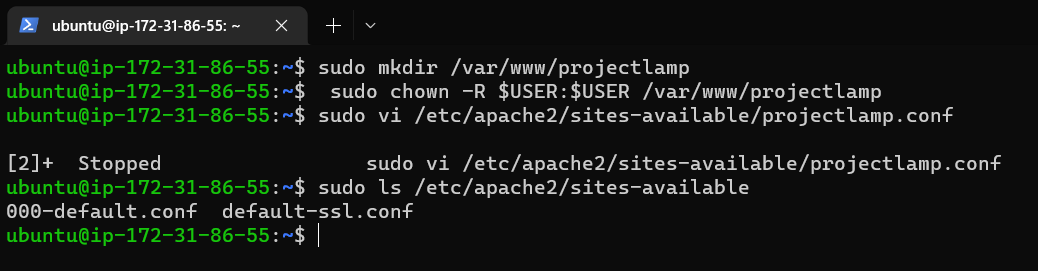 ubuntu@ip-172-31-86-55: ~
ubuntu@ip-172-31-86-55:~$ sudo mkdir /var/www/projectlamp
ubuntu@ip-172-31-86-55:~$  sudo chown -R $USER:$USER /var/www/projectlamp
ubuntu@ip-172-31-86-55:~$ sudo vi /etc/apache2/sites-available/projectlamp.conf
[2]+  Stopped                 sudo vi /etc/apache2/sites-available/projectlamp.conf
ubuntu@ip-172-31-86-55:~$ sudo ls /etc/apache2/sites-available
000-default.conf  default-ssl.conf
ubuntu@ip-172-31-86-55:~$